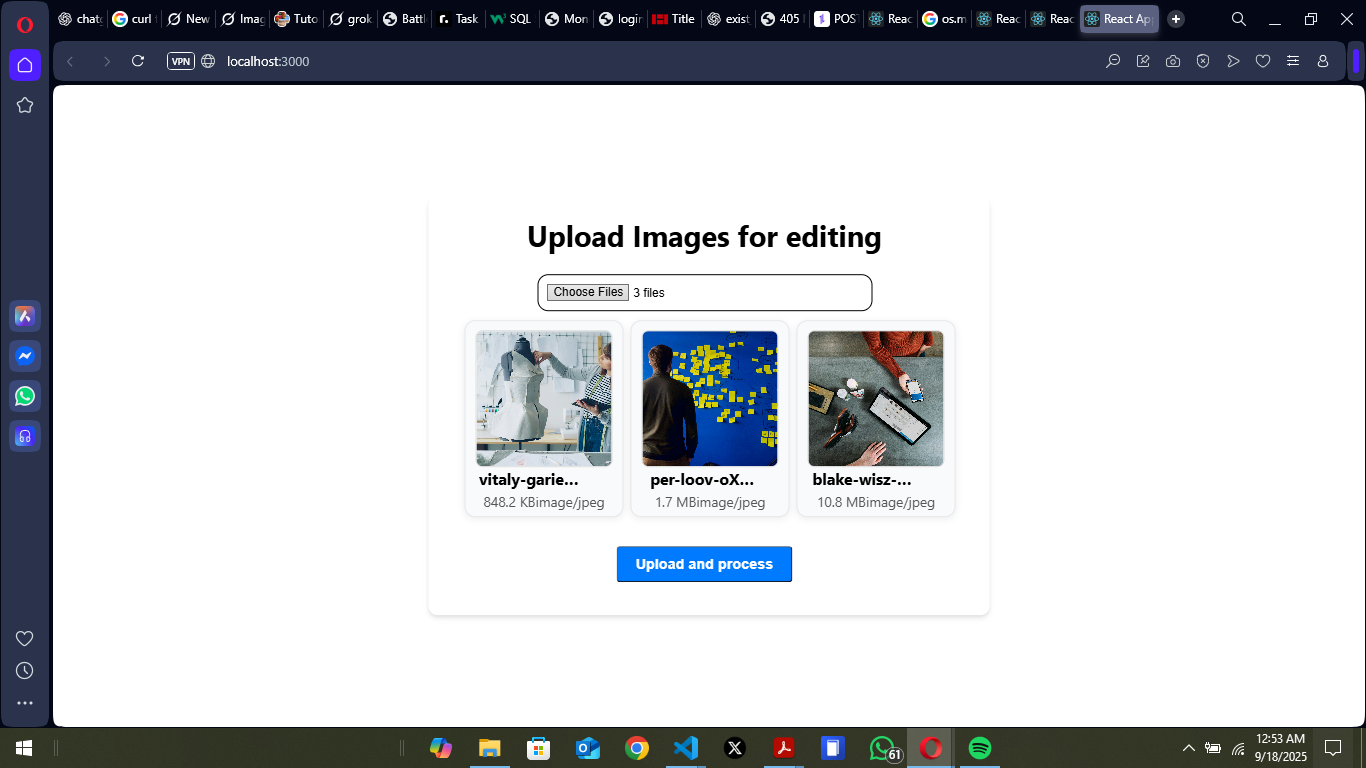 chatg
curl
New
Imag
Tuto
grok
Battl
Task
SQL
Mon
login
Title
exist
405
POST
Reac
os.m
Reac
Reac
React Ap
VPN
localhost:3000
Upload Images for editing
Choose Files 3 files
vitaly-garie...
per-loov-oX...
blake-wisz-...
848.2 KBimage/jpeg
1.7 MBimage/jpeg
10.8 MBimage/jpeg
Upload and process
61
12:53 AM
9/18/2025